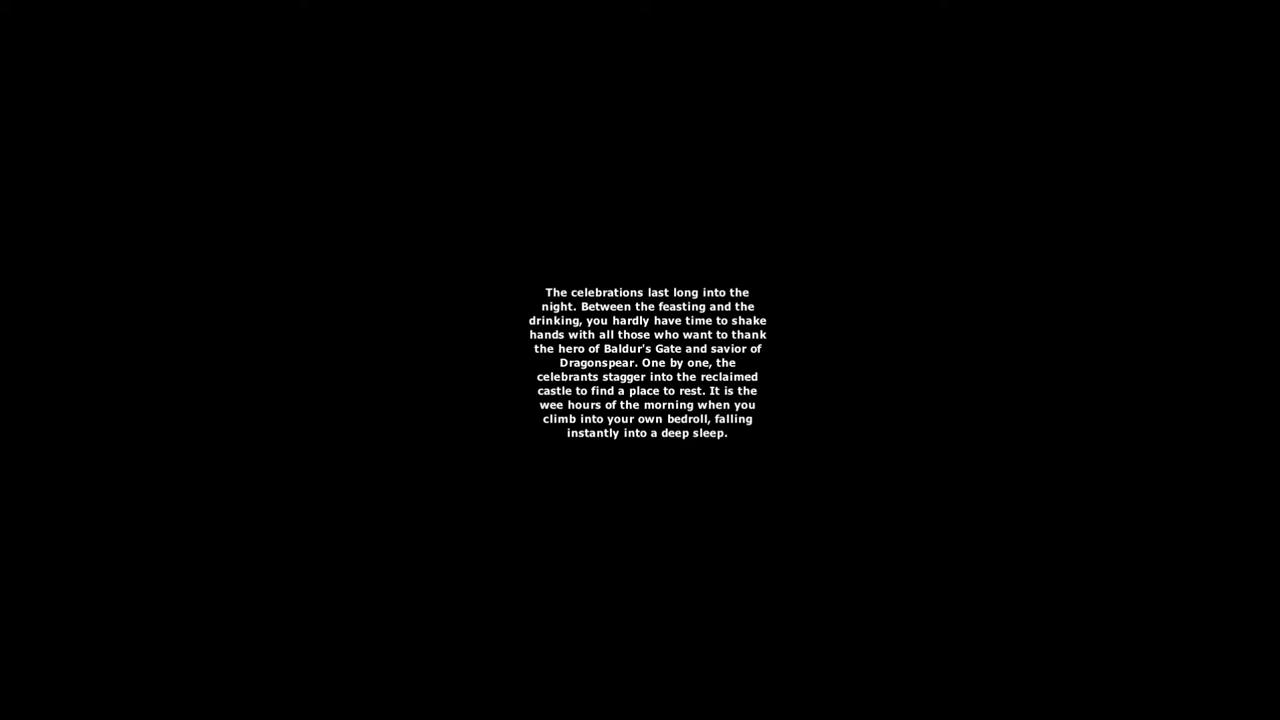 The celebrations last long into the
night. Between the feasting and the
drinking, you hardly have time to shake
hands with all those who want to thank
the hero of Baldur's Gate and savior of
Dragonspear. One by one, the
celebrants stagger into the reclaimed
castle to find a place to rest. It is the
wee hours of the morning when you
climb into your own bedroll, falling
instantly into a deep sleep.